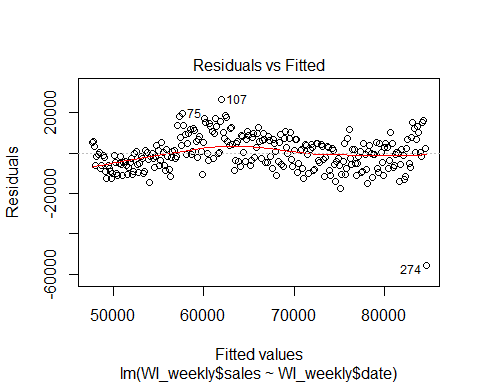 Residuals vs Fitted
Residuals
20000
0
-20000
-60000
107
75
274
50000 60000 70000 80000
Fitted values
lm(WI_weekly$sales ~ WI_weekly$date)